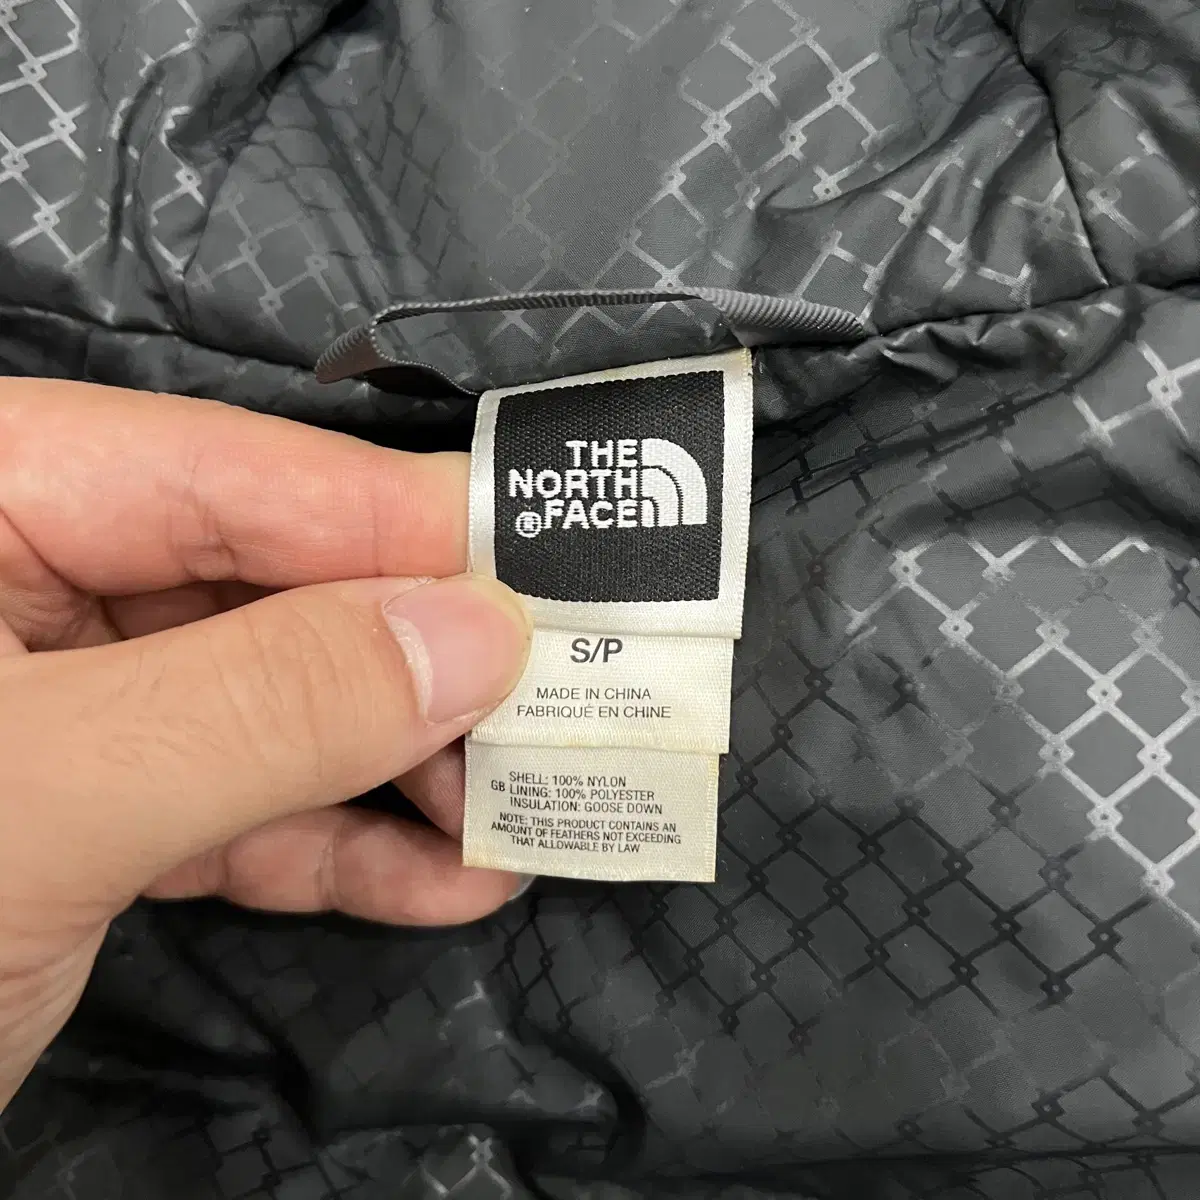 THE
NORTH
® FACE
S/P
MADE IN CHINA
FABRIQUÉ EN CHINE
SHELL: 100% NYLON
GB LINING: 100% POLYESTER
INSULATION: GOOSE DOWN
NOTE: THIS PRODUCT CONTAINS AN
AMOUNT OF FEATHERS NOT EXCEEDING
THAT ALLOWABLE BY LAW